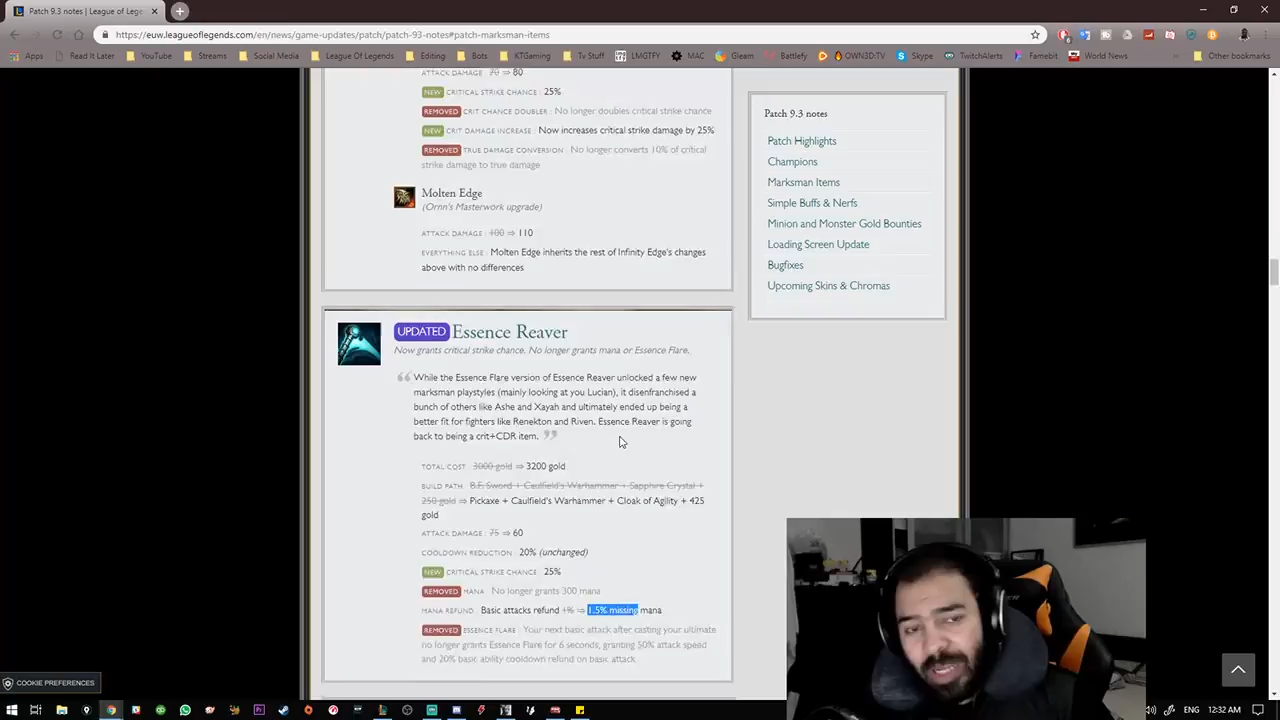 Patch 9.3 notes | League of Leg
https://euw.leagueoflegends.com/en/news/game-updates/patch/patch-93-notes#patch-marksman-items
Apps Read It Later YouTube Streams Social Media League Of Legends Editing Bots KTGaming Tv Stuff LMGTFY MAC Gleam Battlefy OWN3D.TV Skype TwitchAlerts Famebit World News Other bookmarks
ATTACK DAMAGE : 70 ⇒ 80
NEW CRITICAL STRIKE CHANCE : 25%
REMOVED CRIT CHANCE DOUBLER : No longer doubles critical strike chance
NEW CRIT DAMAGE INCREASE : Now increases critical strike damage by 25%
REMOVED TRUE DAMAGE CONVERSION : No longer converts 10% of critical
strike damage to true damage
Molten Edge
(Ornn's Masterwork upgrade)
ATTACK DAMAGE : 100 ⇒ 110
EVERYTHING ELSE : Molten Edge inherits the rest of Infinity Edge's changes
above with no differences
UPDATED Essence Reaver
Now grants critical strike chance. No longer grants mana or Essence Flare.
While the Essence Flare version of Essence Reaver unlocked a few new
marksman playstyles (mainly looking at you Lucian), it disenfranchised a
bunch of others like Ashe and Xayah and ultimately ended up being a
better fit for fighters like Renekton and Riven. Essence Reaver is going
back to being a crit+CDR item.
TOTAL COST : 3000 gold ⇒ 3200 gold
BUILD PATH : B.F. Sword + Caulfield's Warhammer + Sapphire Crystal +
250 gold ⇒ Pickaxe + Caulfield's Warhammer + Cloak of Agility + 425
gold
ATTACK DAMAGE : 75 ⇒ 60
COOLDOWN REDUCTION : 20% (unchanged)
NEW CRITICAL STRIKE CHANCE : 25%
REMOVED MANA : No longer grants 300 mana
MANA REFUND : Basic attacks refund 1% ⇒ 1.5% missing mana
REMOVED ESSENCE FLARE : Your next basic attack after casting your ultimate
no longer grants Essence Flare for 6 seconds, granting 50% attack speed
and 20% basic ability cooldown refund on basic attack
Patch 9.3 notes
Patch Highlights
Champions
Marksman Items
Simple Buffs & Nerfs
Minion and Monster Gold Bounties
Loading Screen Update
Bugfixes
Upcoming Skins & Chromas
COOKIE PREFERENCES
ENG 12:32 AM